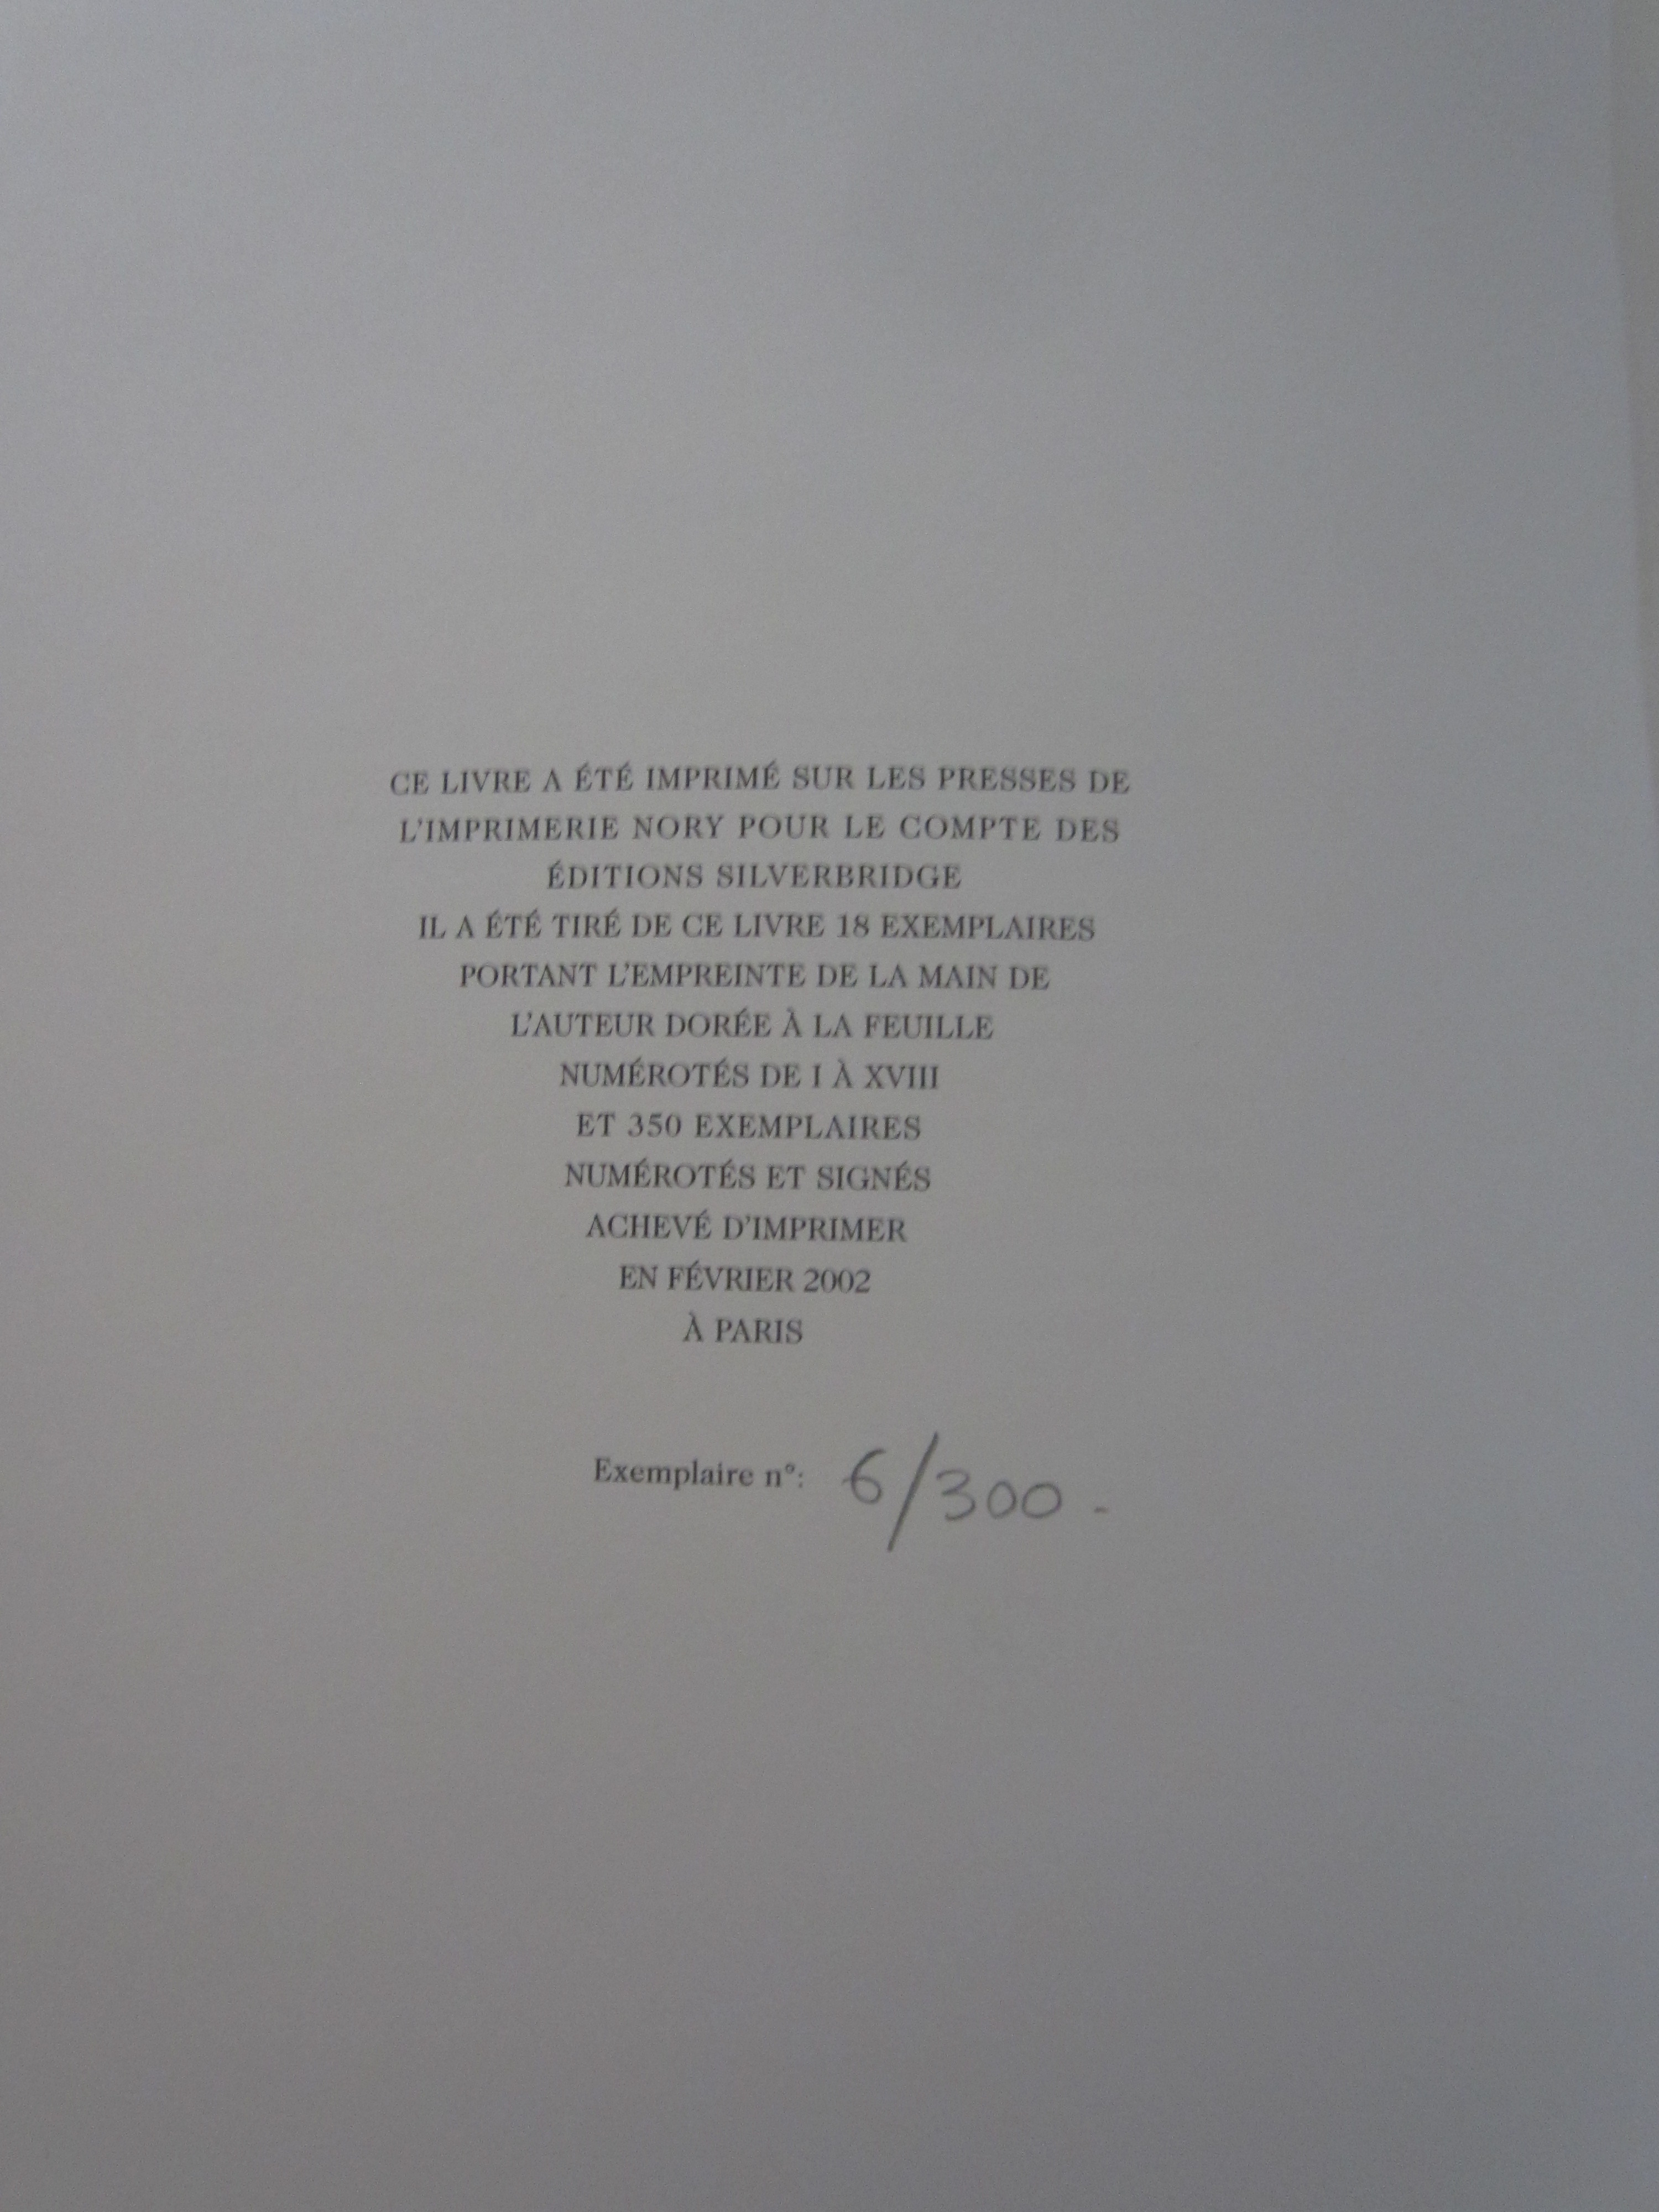 CE LIVRE A ÉTÉ IMPRIMÉ SUR LES PRESSES DE
L'IMPRIMERIE NORY POUR LE COMPTE DES
ÉDITIONS SILVERBRIDGE
IL A ÉTÉ TIRÉ DE CE LIVRE 18 EXEMPLAIRES
PORTANT L'EMPREINTE DE LA MAIN DE
L'AUTEUR DORÉE À LA FEUILLE
NUMÉROTÉS DE I À XVIII
ET 350 EXEMPLAIRES
NUMÉROTÉS ET SIGNÉS
ACHEVÉ D'IMPRIMER
EN FÉVRIER 2002
À PARIS
Exemplaire n°: 6/300 -